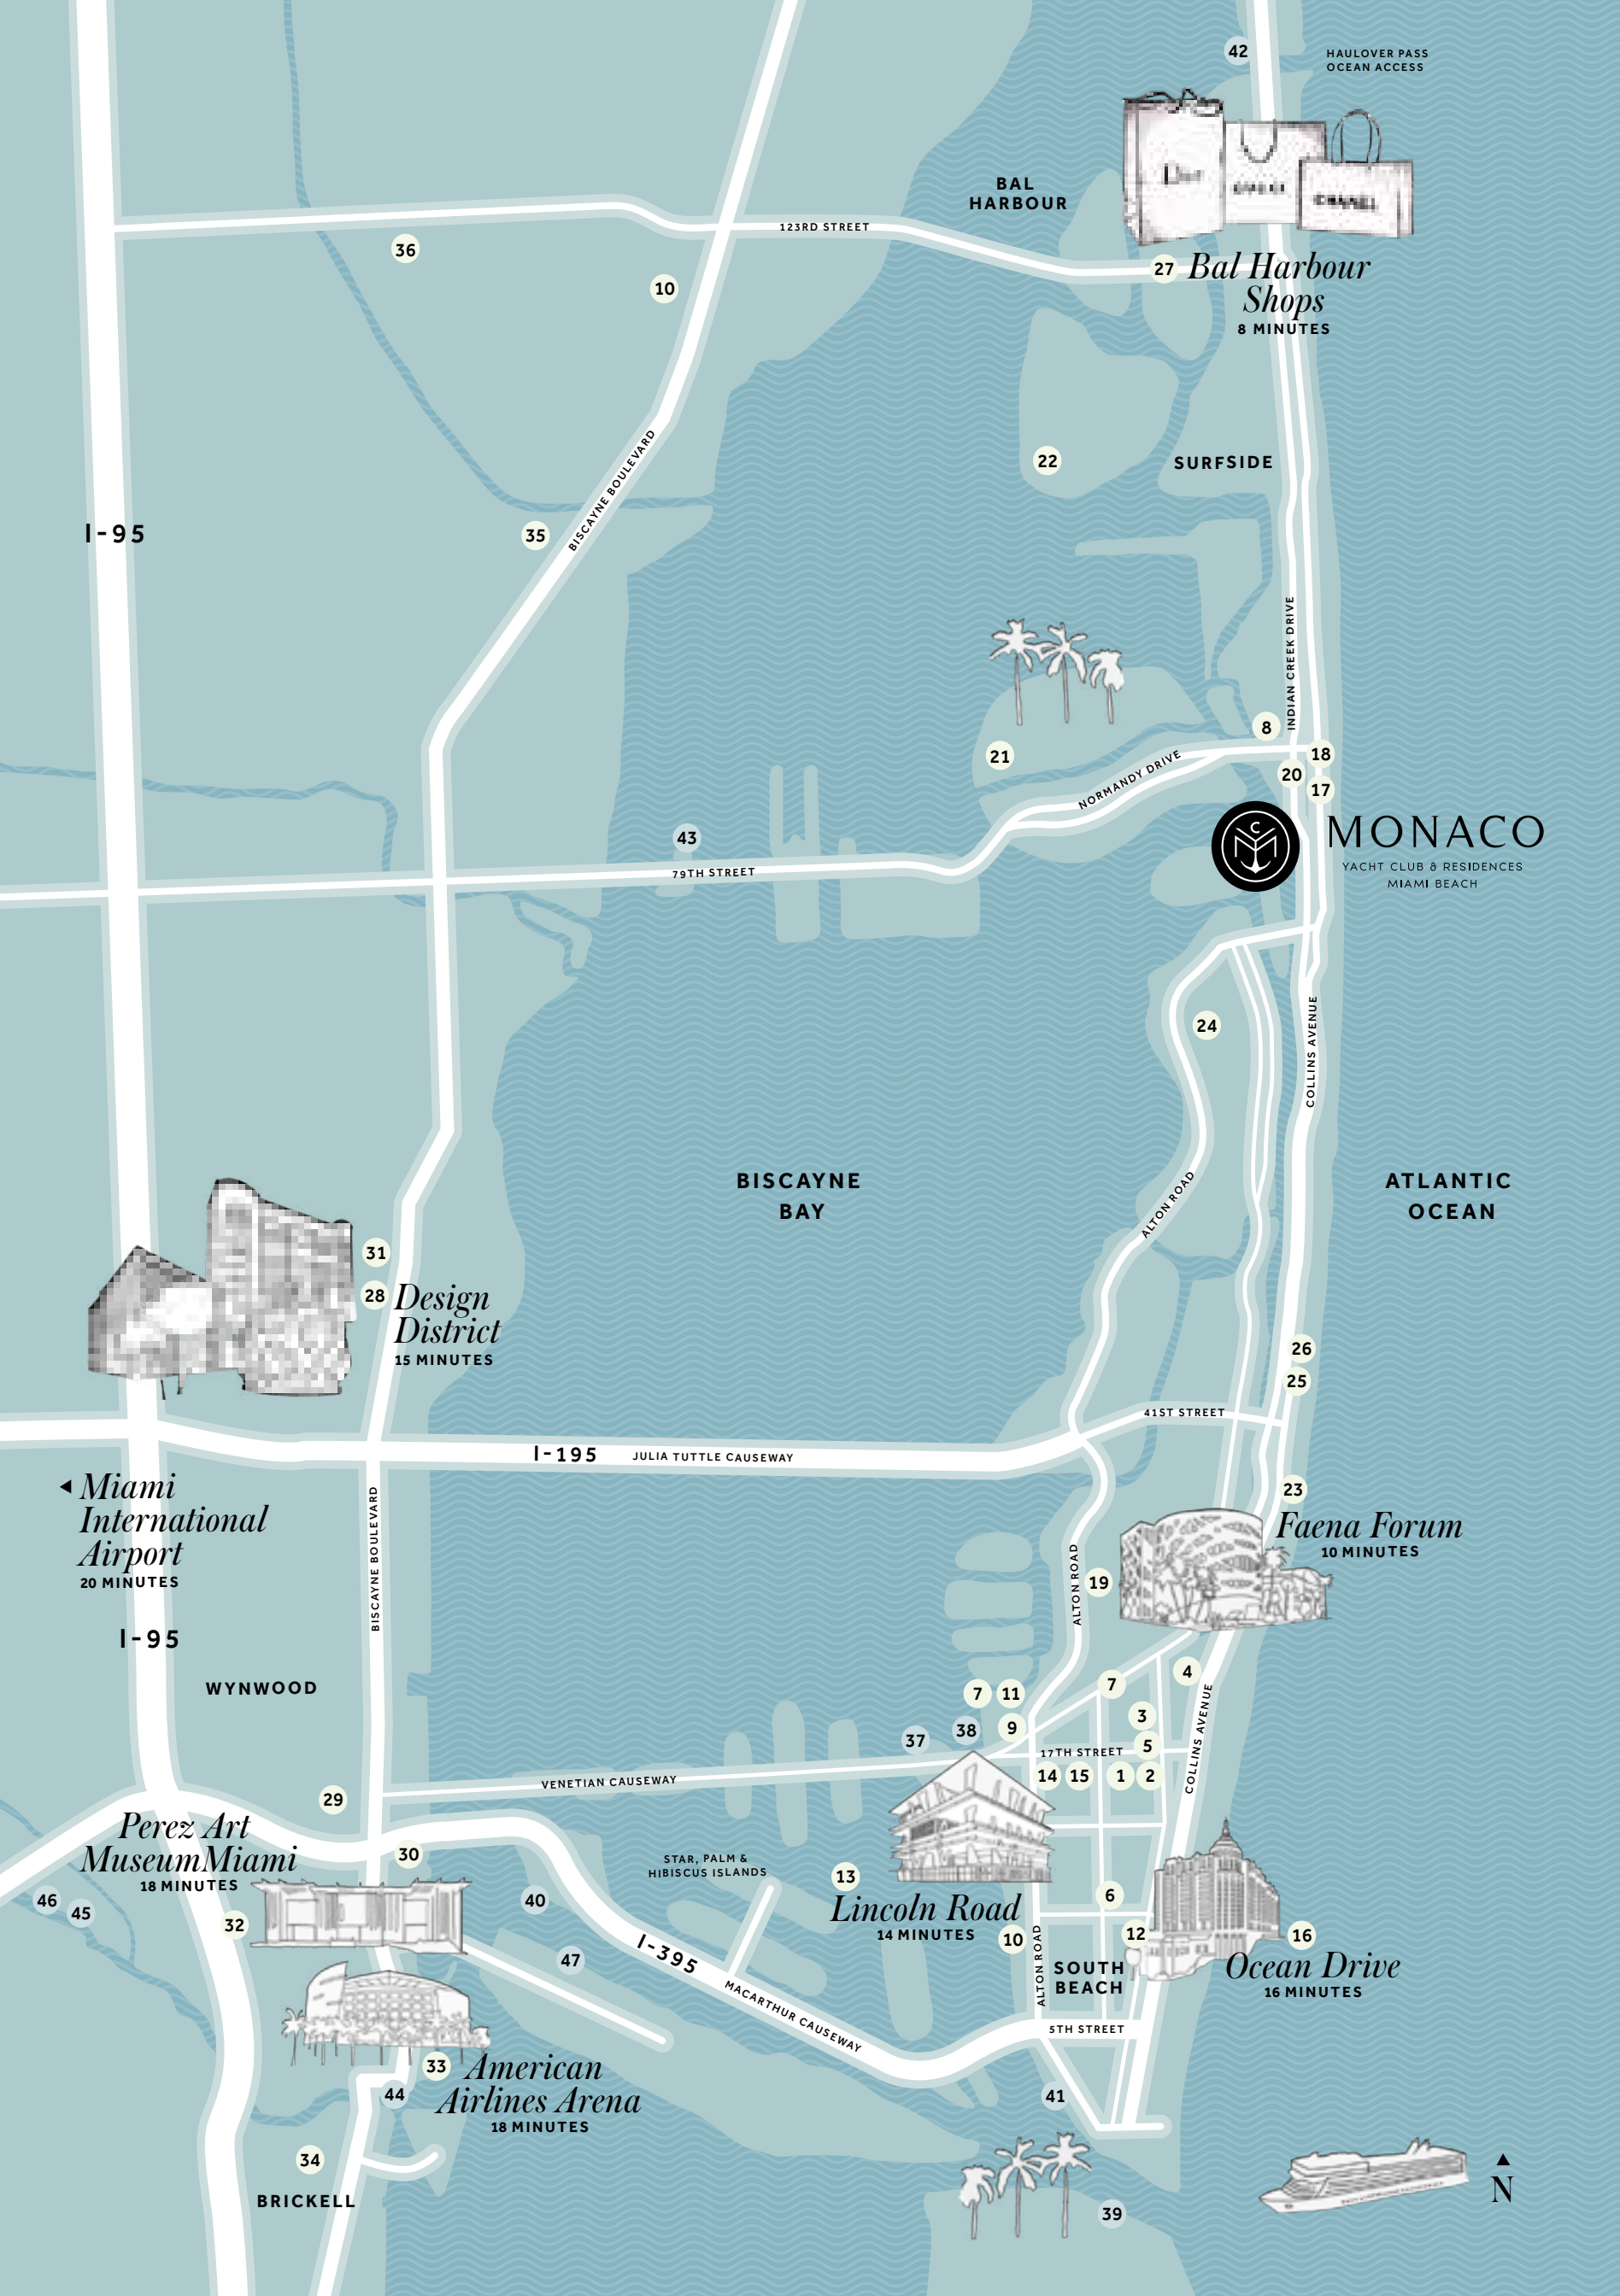 42
HAULOVER PASS
OCEAN ACCESS
CHANEL
BAL
HARBOUR
123RD STREET
36
10
27
Bal Harbour
Shops
8 MINUTES
BISCAYNE BOULEVARD
22
SURFSIDE
I-95
35
INDIAN CREEK DRIVE
8
18
21
20
17
NORMANDY DRIVE
43
79TH STREET
C
MONACO
YACHT CLUB & RESIDENCES
MIAMI BEACH
24
COLLINS AVENUE
BISCAYNE
BAY
ATLANTIC
OCEAN
ALTON ROAD
31
28
Design
District
15 MINUTES
26
25
41ST STREET
I-195
JULIA TUTTLE CAUSEWAY
Miami
International
Airport
20 MINUTES
BISCAYNE BOULEVARD
23
Faena Forum
10 MINUTES
ALTON ROAD
19
I-95
WYNWOOD
4
7
7
11
3
9
38
37
5
17TH STREET
COLLINS AVENUE
14
15
1
2
VENETIAN CAUSEWAY
29
Perez Art
MuseumMiami
18 MINUTES
30
STAR, PALM &
HIBISCUS ISLANDS
13
46
45
32
40
6
Lincoln Road
14 MINUTES
10
12
16
47
I-395
ALTON ROAD
SOUTH
BEACH
Ocean Drive
16 MINUTES
MACARTHUR CAUSEWAY
5TH STREET
33
American
Airlines Arena
18 MINUTES
44
41
34
BRICKELL
39
N